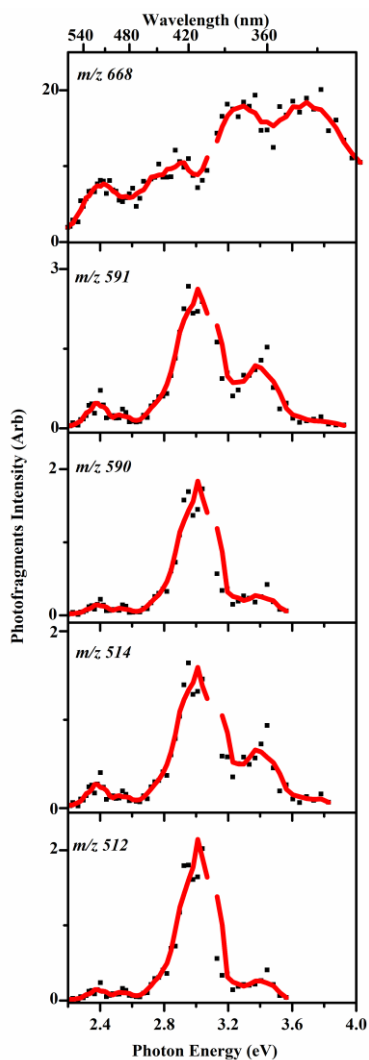 Wavelength (nm)
540 480 420 360
m/z 668
20
0
m/z 591
3
0
m/z 590
2
0
m/z 514
2
0
m/z 512
2
0
2.4 2.8 3.2 3.6 4.0
Photon Energy (eV)
Photofragments Intensity (Arb)